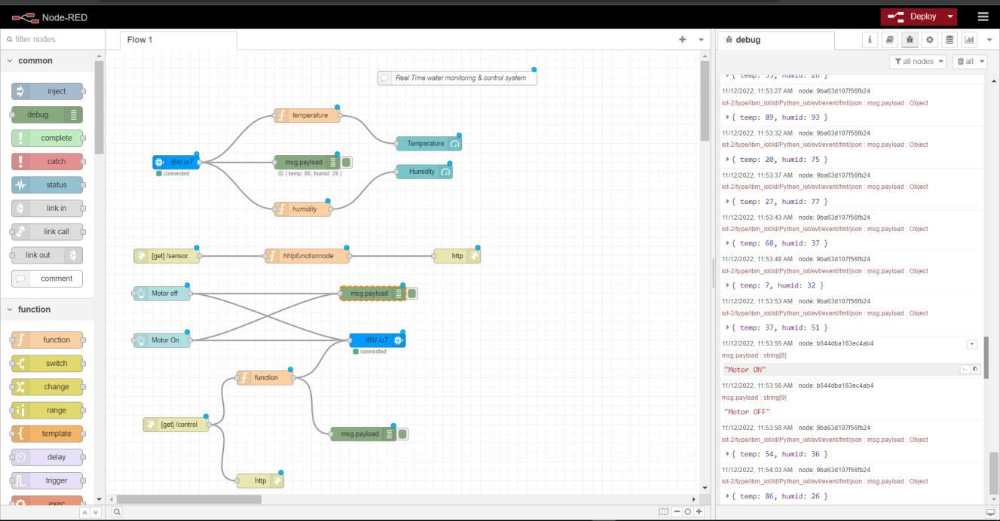 Node-RED
Deploy
filter nodes
common
inject
debug
complete
catch
status
link in
link call
link out
comment
function
function
switch
change
range
template
delay
trigger
exec
Flow 1
Real Time water monitoring & control system
temperature
Temperature
IBM IoT
connected
msg.payload
{ temp: 86, humid: 26 }
Humidity
humidity
[get] /sensor
hhtpfunctionnode
http
Motor off
msg.payload
Motor On
IBM IoT
connected
function
[get] /control
msg.payload
http
debug
all nodes
all
{ temp: 55, humid: 26 }
11/12/2022, 11:53:27 AM node: 9ba63d107f56fb24
iot-2/type/ibm_iot/id/Python_iot/evt/event/fmt/json : msg.payload : Object
{ temp: 89, humid: 93 }
11/12/2022, 11:53:32 AM node: 9ba63d107f56fb24
iot-2/type/ibm_iot/id/Python_iot/evt/event/fmt/json : msg.payload : Object
{ temp: 20, humid: 75 }
11/12/2022, 11:53:37 AM node: 9ba63d107f56fb24
iot-2/type/ibm_iot/id/Python_iot/evt/event/fmt/json : msg.payload : Object
{ temp: 27, humid: 77 }
11/12/2022, 11:53:43 AM node: 9ba63d107f56fb24
iot-2/type/ibm_iot/id/Python_iot/evt/event/fmt/json : msg.payload : Object
{ temp: 68, humid: 37 }
11/12/2022, 11:53:48 AM node: 9ba63d107f56fb24
iot-2/type/ibm_iot/id/Python_iot/evt/event/fmt/json : msg.payload : Object
{ temp: 7, humid: 32 }
11/12/2022, 11:53:53 AM node: 9ba63d107f56fb24
iot-2/type/ibm_iot/id/Python_iot/evt/event/fmt/json : msg.payload : Object
{ temp: 37, humid: 51 }
11/12/2022, 11:53:55 AM node: b544dba163ec4ab4
msg.payload : string[8]
"Motor ON"
11/12/2022, 11:53:56 AM node: b544dba163ec4ab4
msg.payload : string[9]
"Motor OFF"
11/12/2022, 11:53:58 AM node: 9ba63d107f56fb24
iot-2/type/ibm_iot/id/Python_iot/evt/event/fmt/json : msg.payload : Object
{ temp: 54, humid: 36 }
11/12/2022, 11:54:03 AM node: 9ba63d107f56fb24
iot-2/type/ibm_iot/id/Python_iot/evt/event/fmt/json : msg.payload : Object
{ temp: 86, humid: 26 }